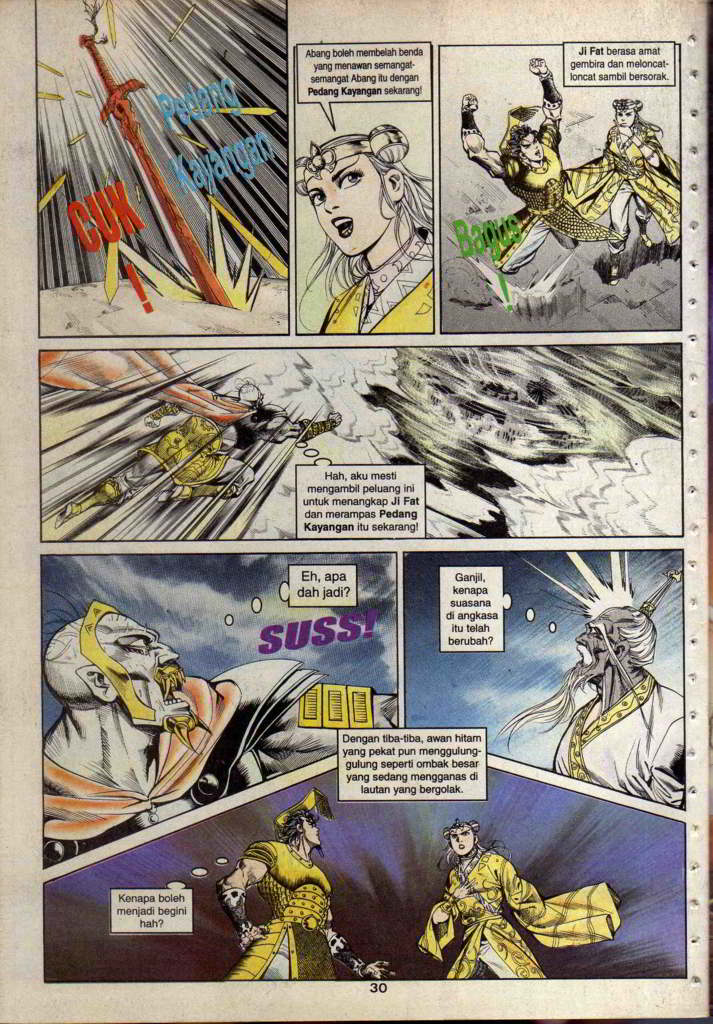 Pedang
Kayangan
CUK
!
Abang boleh membelah benda
yang menawan semangat-
semangat Abang itu dengan
Pedang Kayangan sekarang!
Ji Fat berasa amat
gembira dan meloncat-
loncat sambil bersorak.
Bagus
!
Hah, aku mesti
mengambil peluang ini
untuk menangkap Ji Fat
dan merampas Pedang
Kayangan itu sekarang!
Eh, apa
dah jadi?
SUSS!
Ganjil,
kenapa
suasana
di angkasa
itu telah
berubah?
Dengan tiba-tiba, awan hitam
yang pekat pun menggulung-
gulung seperti ombak besar
yang sedang mengganas di
lautan yang bergolak.
Kenapa boleh
menjadi begini
hah?
30